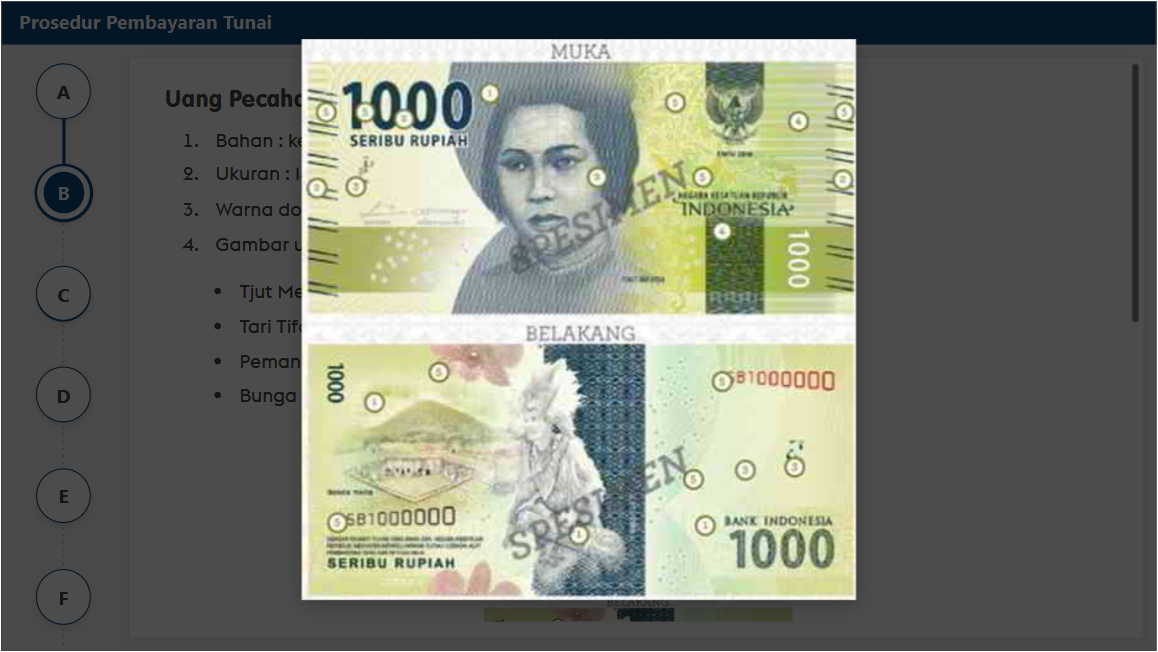 Prosedur Pembayaran Tunai
A
B
C
D
E
F
Uang Pecaha
1. Bahan : ke
2. Ukuran : 
3. Warna do
4. Gambar u
• Tjut Me
• Tari Tifa
• Peman
• Bunga
MUKA
1000
SERIBU RUPIAH
NEGARA KESATUAN REPUBLIK
INDONESIA
SPESIMEN
1000
BELAKANG
1000
SB1000000
SPESIMEN
SB1000000
SERIBU RUPIAH
BANK INDONESIA
1000
BELAKANG